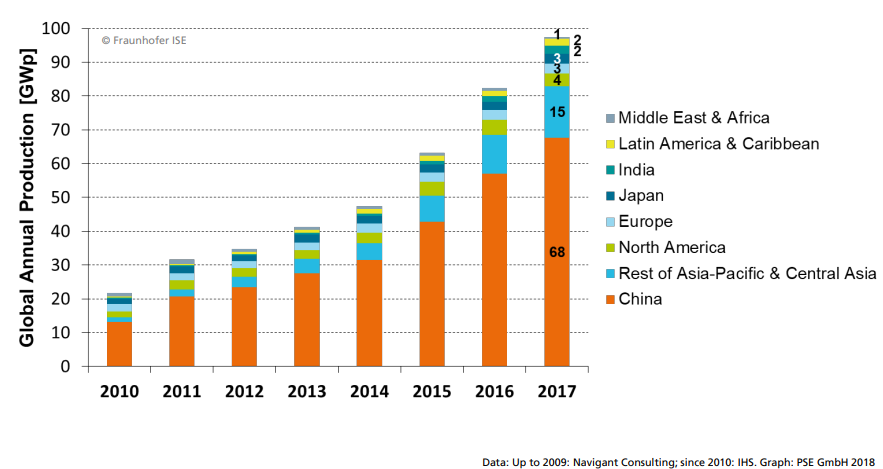 © Fraunhofer ISE
Global Annual Production [GWp]
100
90
80
70
60
50
40
30
20
10
0
1
2
2
3
3
4
15
68
2010 2011 2012 2013 2014 2015 2016 2017
Middle East & Africa
Latin America & Caribbean
India
Japan
Europe
North America
Rest of Asia-Pacific & Central Asia
China
Data: Up to 2009: Navigant Consulting; since 2010: IHS. Graph: PSE GmbH 2018